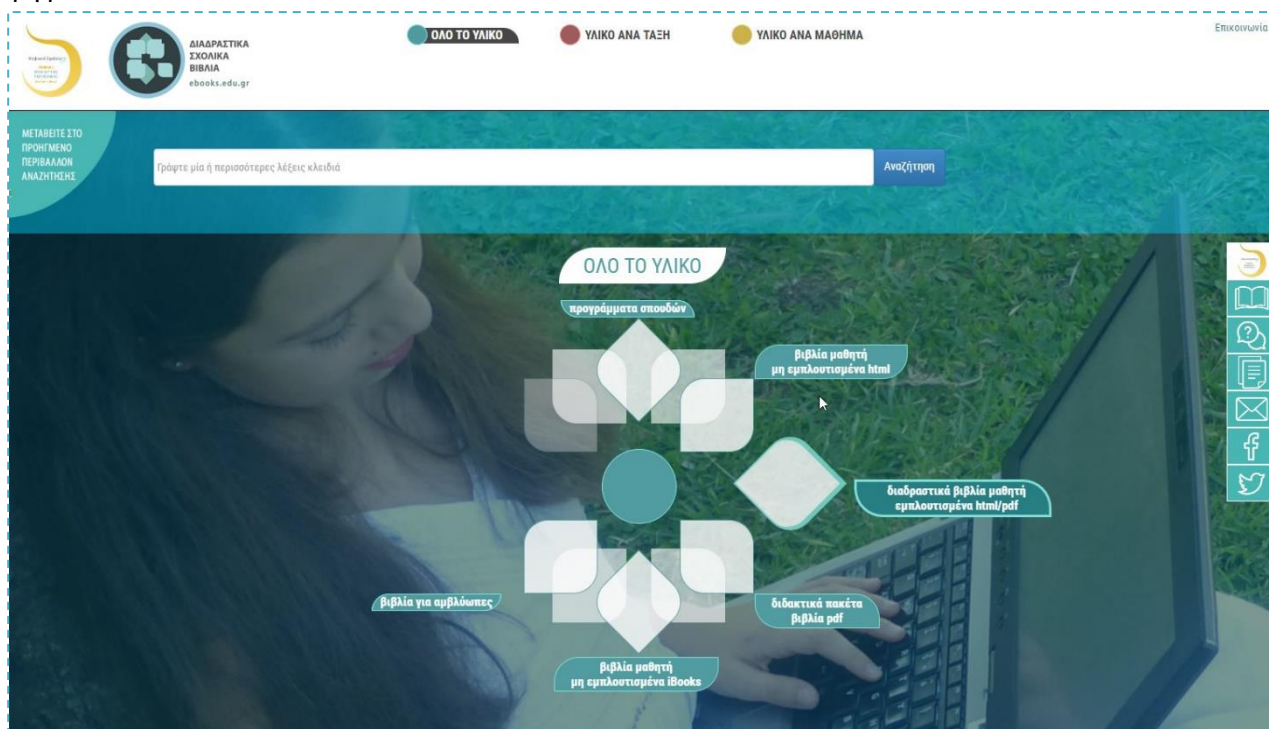 ΔΙΑΔΡΑΣΤΙΚΑ
ΣΧΟΛΙΚΑ
ΒΙΒΛΙΑ
ebooks.edu.gr
ΟΛΟ ΤΟ ΥΛΙΚΟ
ΥΛΙΚΟ ΑΝΑ ΤΑΞΗ
ΥΛΙΚΟ ΑΝΑ ΜΑΘΗΜΑ
Επικοινωνία
ΜΕΤΑΒΕΙΤΕ ΣΤΟ
ΠΡΟΗΓΜΕΝΟ
ΠΕΡΙΒΑΛΛΟΝ
ΑΝΑΖΗΤΗΣΗΣ
Γράψτε μία ή περισσότερες λέξεις κλειδιά
Αναζήτηση
ΟΛΟ ΤΟ ΥΛΙΚΟ
προγράμματα σπουδών
βιβλία μαθητή
μη εμπλουτισμένα html
διαδραστικά βιβλία μαθητή
εμπλουτισμένα html/pdf
βιβλία για αμβλύωπες
διδακτικά πακέτα
βιβλία pdf
βιβλία μαθητή
μη εμπλουτισμένα iBooks